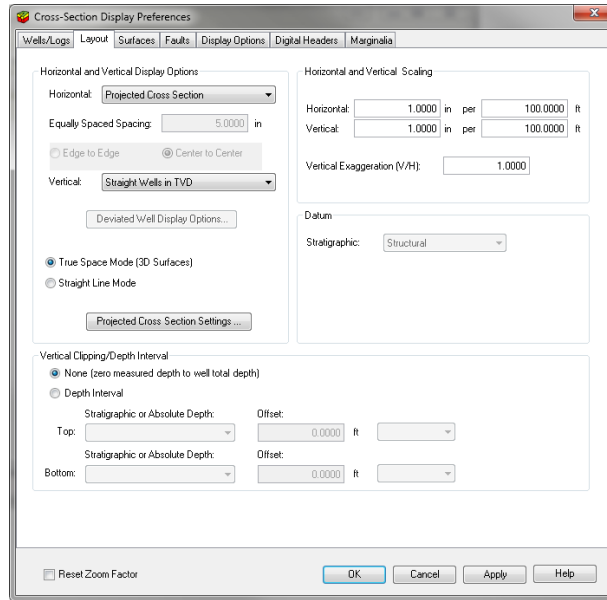 Cross-Section Display Preferences
Wells/Logs Layout Surfaces Faults Display Options Digital Headers Marginalia
Horizontal and Vertical Display Options
Horizontal: Projected Cross Section
Equally Spaced Spacing: 5.0000 in
Edge to Edge Center to Center
Vertical: Straight Wells in TVD
Deviated Well Display Options...
True Space Mode (3D Surfaces)
Straight Line Mode
Projected Cross Section Settings ...
Horizontal and Vertical Scaling
Horizontal: 1.0000 in per 100.0000 ft
Vertical: 1.0000 in per 100.0000 ft
Vertical Exaggeration (V/H): 1.0000
Datum
Stratigraphic: Structural
Vertical Clipping/Depth Interval
None (zero measured depth to well total depth)
Depth Interval
Stratigraphic or Absolute Depth: Offset:
Top: 0.0000 ft
Stratigraphic or Absolute Depth: Offset:
Bottom: 0.0000 ft
Reset Zoom Factor OK Cancel Apply Help